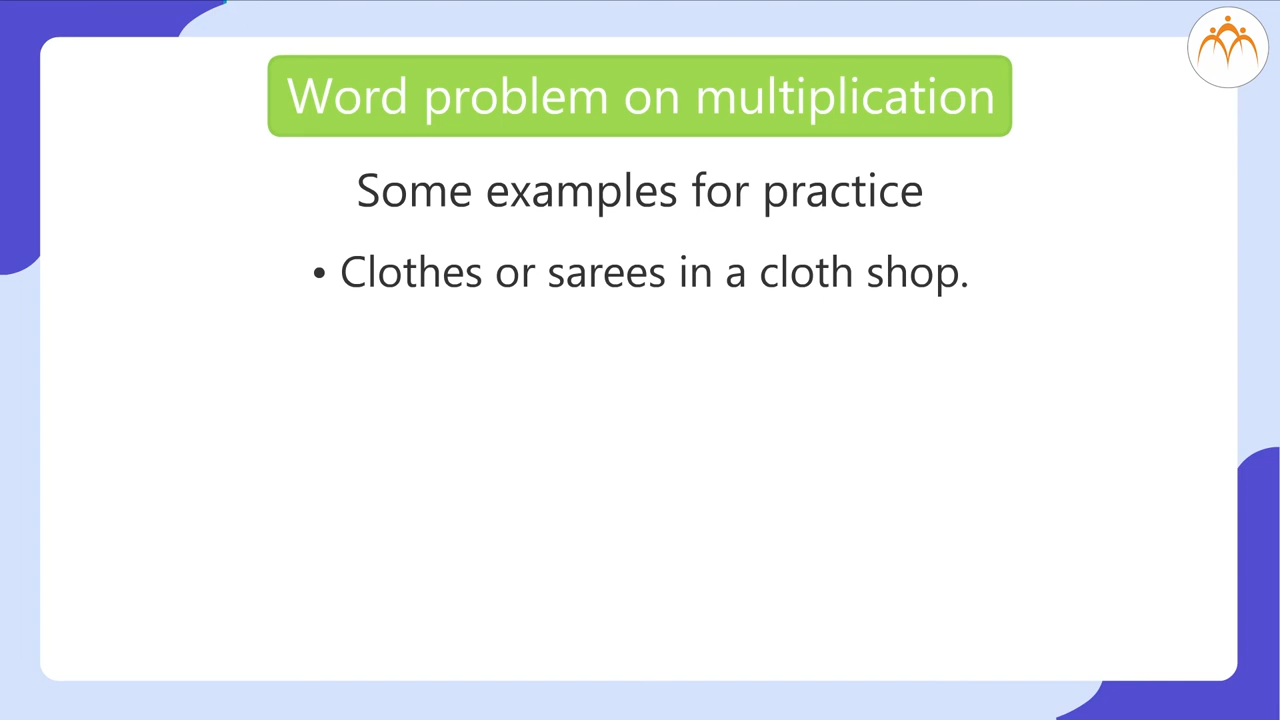 Word problem on multiplication
Some examples for practice
• Clothes or sarees in a cloth shop.